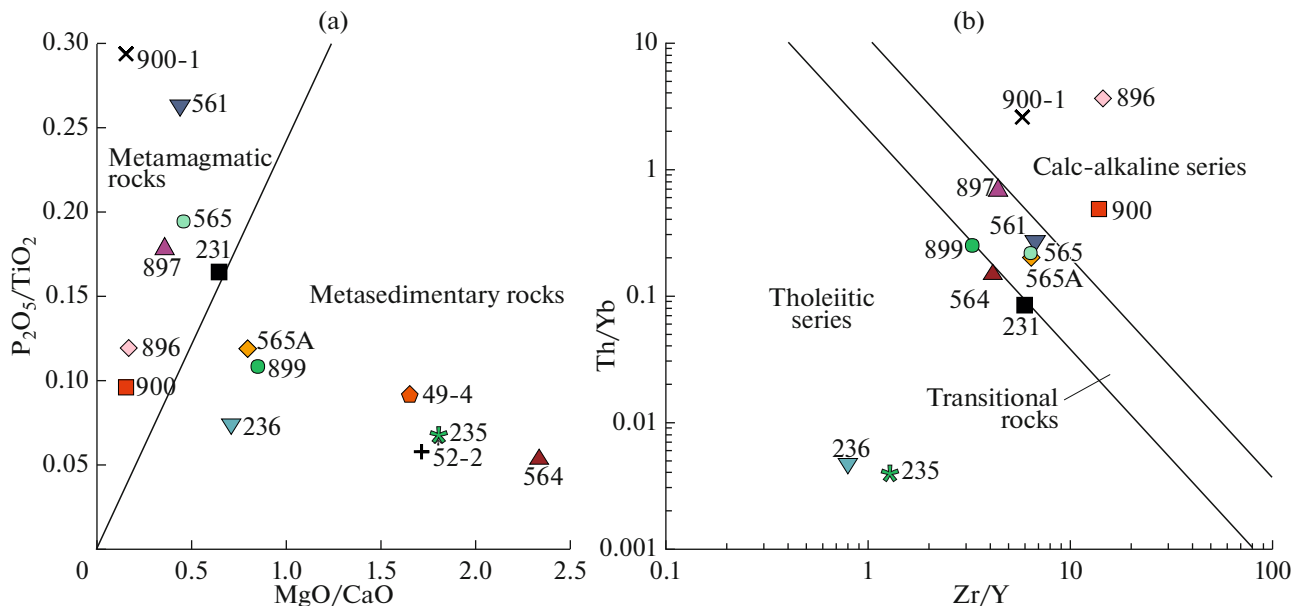 (a)
P2O5/TiO2
0.30
0.25
0.20
0.15
0.10
0.05
0
0.5
1.0
1.5
2.0
2.5
MgO/CaO
900-1
561
Metamagmatic
rocks
565
231
897
Metasedimentary rocks
896
565A
899
900
49-4
236
235
52-2
564
(b)
Th/Yb
10
1
0.1
0.01
0.001
0.1
1
10
100
Zr/Y
900-1
896
897
Calc-alkaline series
561
900
899
565
565A
564
Tholeiitic
series
231
Transitional
rocks
236
235